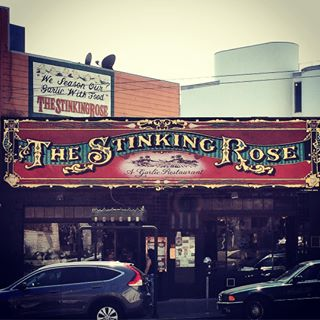 We Season Our
Garlic With Food
THE STINKING ROSE
THE STINKING ROSE
A Garlic Restaurant